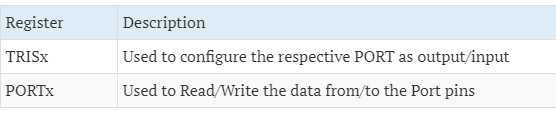 Register Description
TRISx Used to configure the respective PORT as output/input
PORTx Used to Read/Write the data from/to the Port pins